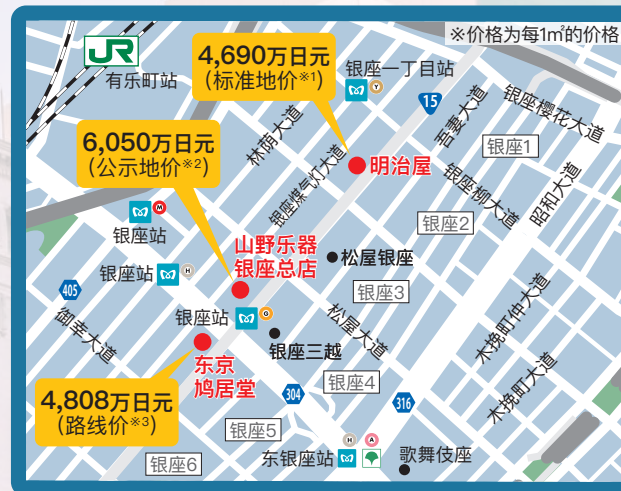 ※价格为每1㎡的价格
JR
有乐町站
4,690万日元
(标准地价※1)
银座一丁目站
Y
15
吾妻大道
银座樱花大道
林荫大道
6,050万日元
(公示地价※2)
银座煤气灯大道
明治屋
银座1
银座柳大道
昭和大道
银座2
M
银座站
山野乐器
银座总店
松屋银座
银座站
H
银座3
405
御幸大道
银座站
G
松屋大道
木挽町仲大道
银座三越
东京
鸠居堂
银座4
木挽町大道
4,808万日元
(路线价※3)
304
316
银座5
H
A
银座6
东银座站
歌舞伎座